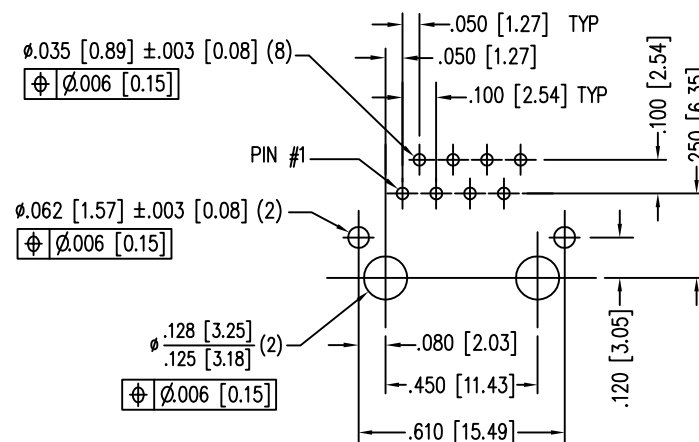 .050 [1.27] TYP
⌀.035 [0.89] ±.003 [0.08] (8)
.050 [1.27]
⌖ ⌀.006 [0.15]
.100 [2.54] TYP
.100 [2.54]
.250 [6.35]
PIN #1
⌀.062 [1.57] ±.003 [0.08] (2)
⌖ ⌀.006 [0.15]
⌀ .128 [3.25] (2)
.125 [3.18]
.080 [2.03]
.120 [3.05]
⌖ ⌀.006 [0.15]
.450 [11.43]
.610 [15.49]